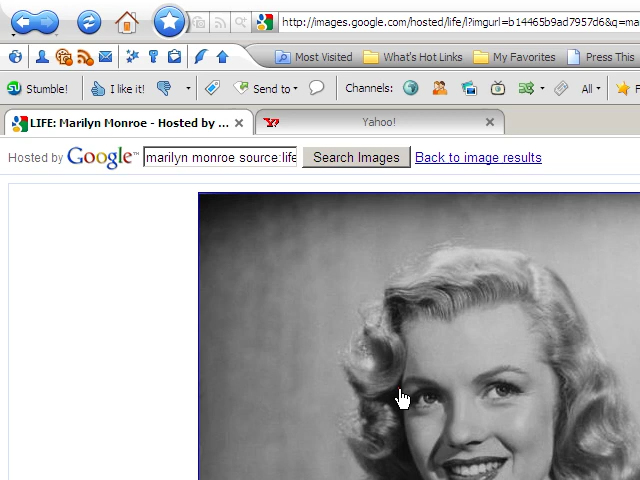 http://images.google.com/hosted/life/l?imgurl=b14465b9ad7957d6&q=ma
Most Visited What's Hot Links My Favorites Press This
Stumble! I like it! Send to Channels: All F
LIFE: Marilyn Monroe - Hosted by ... Yahoo!
Hosted by Google™ marilyn monroe source:life Search Images Back to image results